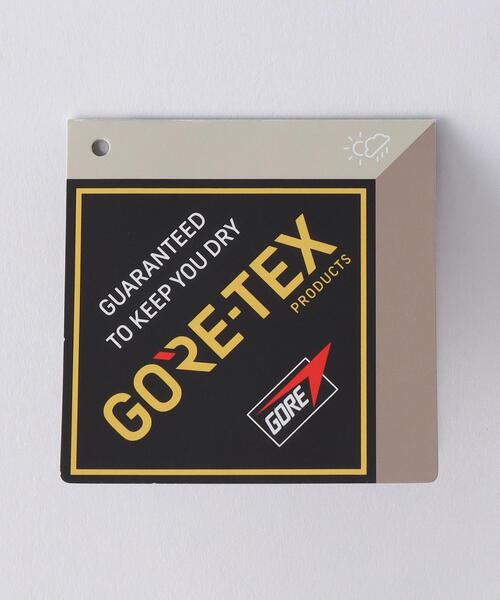 GUARANTEED
TO KEEP YOU DRY
GORE-TEX
PRODUCTS
GORE